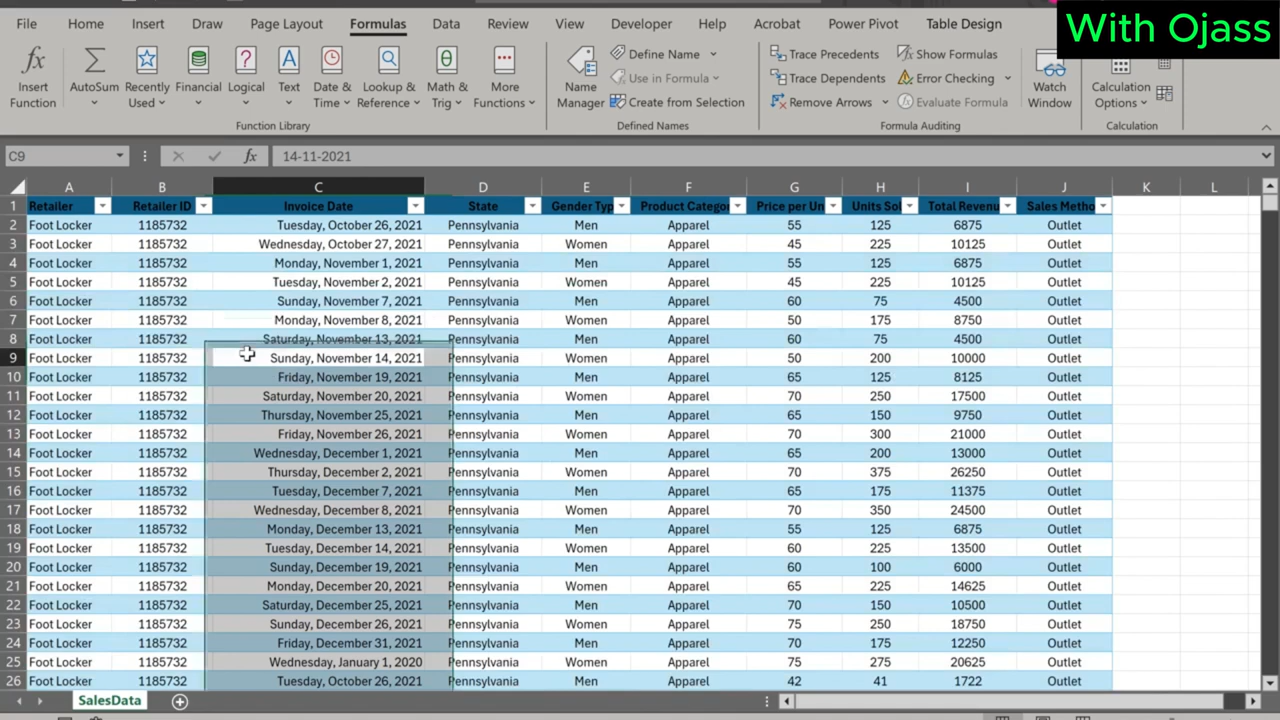 With Ojass
File Home Insert Draw Page Layout Formulas Data Review View Developer Help Acrobat Power Pivot Table Design
fx Insert Function AutoSum Recently Used Financial Logical Text Date & Time Lookup & Reference Math & Trig More Functions
Function Library
Name Manager Define Name Use in Formula Create from Selection
Defined Names
Trace Precedents Show Formulas
Trace Dependents Error Checking
Remove Arrows Evaluate Formula
Formula Auditing
Watch Window
Calculation Options
Calculation
C9 fx 14-11-2021
A B C D E F G H I J K L
1 Retailer Retailer ID Invoice Date State Gender Typ Product Catego Price per Un Units Sol Total Revenu Sales Metho
2 Foot Locker 1185732 Tuesday, October 26, 2021 Pennsylvania Men Apparel 55 125 6875 Outlet
3 Foot Locker 1185732 Wednesday, October 27, 2021 Pennsylvania Women Apparel 45 225 10125 Outlet
4 Foot Locker 1185732 Monday, November 1, 2021 Pennsylvania Men Apparel 55 125 6875 Outlet
5 Foot Locker 1185732 Tuesday, November 2, 2021 Pennsylvania Women Apparel 45 225 10125 Outlet
6 Foot Locker 1185732 Sunday, November 7, 2021 Pennsylvania Men Apparel 60 75 4500 Outlet
7 Foot Locker 1185732 Monday, November 8, 2021 Pennsylvania Women Apparel 50 175 8750 Outlet
8 Foot Locker 1185732 Saturday, November 13, 2021 Pennsylvania Men Apparel 60 75 4500 Outlet
9 Foot Locker 1185732 Sunday, November 14, 2021 Pennsylvania Women Apparel 50 200 10000 Outlet
10 Foot Locker 1185732 Friday, November 19, 2021 Pennsylvania Men Apparel 65 125 8125 Outlet
11 Foot Locker 1185732 Saturday, November 20, 2021 Pennsylvania Women Apparel 70 250 17500 Outlet
12 Foot Locker 1185732 Thursday, November 25, 2021 Pennsylvania Men Apparel 65 150 9750 Outlet
13 Foot Locker 1185732 Friday, November 26, 2021 Pennsylvania Women Apparel 70 300 21000 Outlet
14 Foot Locker 1185732 Wednesday, December 1, 2021 Pennsylvania Men Apparel 65 200 13000 Outlet
15 Foot Locker 1185732 Thursday, December 2, 2021 Pennsylvania Women Apparel 70 375 26250 Outlet
16 Foot Locker 1185732 Tuesday, December 7, 2021 Pennsylvania Men Apparel 65 175 11375 Outlet
17 Foot Locker 1185732 Wednesday, December 8, 2021 Pennsylvania Women Apparel 70 350 24500 Outlet
18 Foot Locker 1185732 Monday, December 13, 2021 Pennsylvania Men Apparel 55 125 6875 Outlet
19 Foot Locker 1185732 Tuesday, December 14, 2021 Pennsylvania Women Apparel 60 225 13500 Outlet
20 Foot Locker 1185732 Sunday, December 19, 2021 Pennsylvania Men Apparel 60 100 6000 Outlet
21 Foot Locker 1185732 Monday, December 20, 2021 Pennsylvania Women Apparel 65 225 14625 Outlet
22 Foot Locker 1185732 Saturday, December 25, 2021 Pennsylvania Men Apparel 70 150 10500 Outlet
23 Foot Locker 1185732 Sunday, December 26, 2021 Pennsylvania Women Apparel 75 250 18750 Outlet
24 Foot Locker 1185732 Friday, December 31, 2021 Pennsylvania Men Apparel 70 175 12250 Outlet
25 Foot Locker 1185732 Wednesday, January 1, 2020 Pennsylvania Women Apparel 75 275 20625 Outlet
26 Foot Locker 1185732 Tuesday, October 26, 2021 Pennsylvania Men Apparel 42 41 1722 Outlet
SalesData